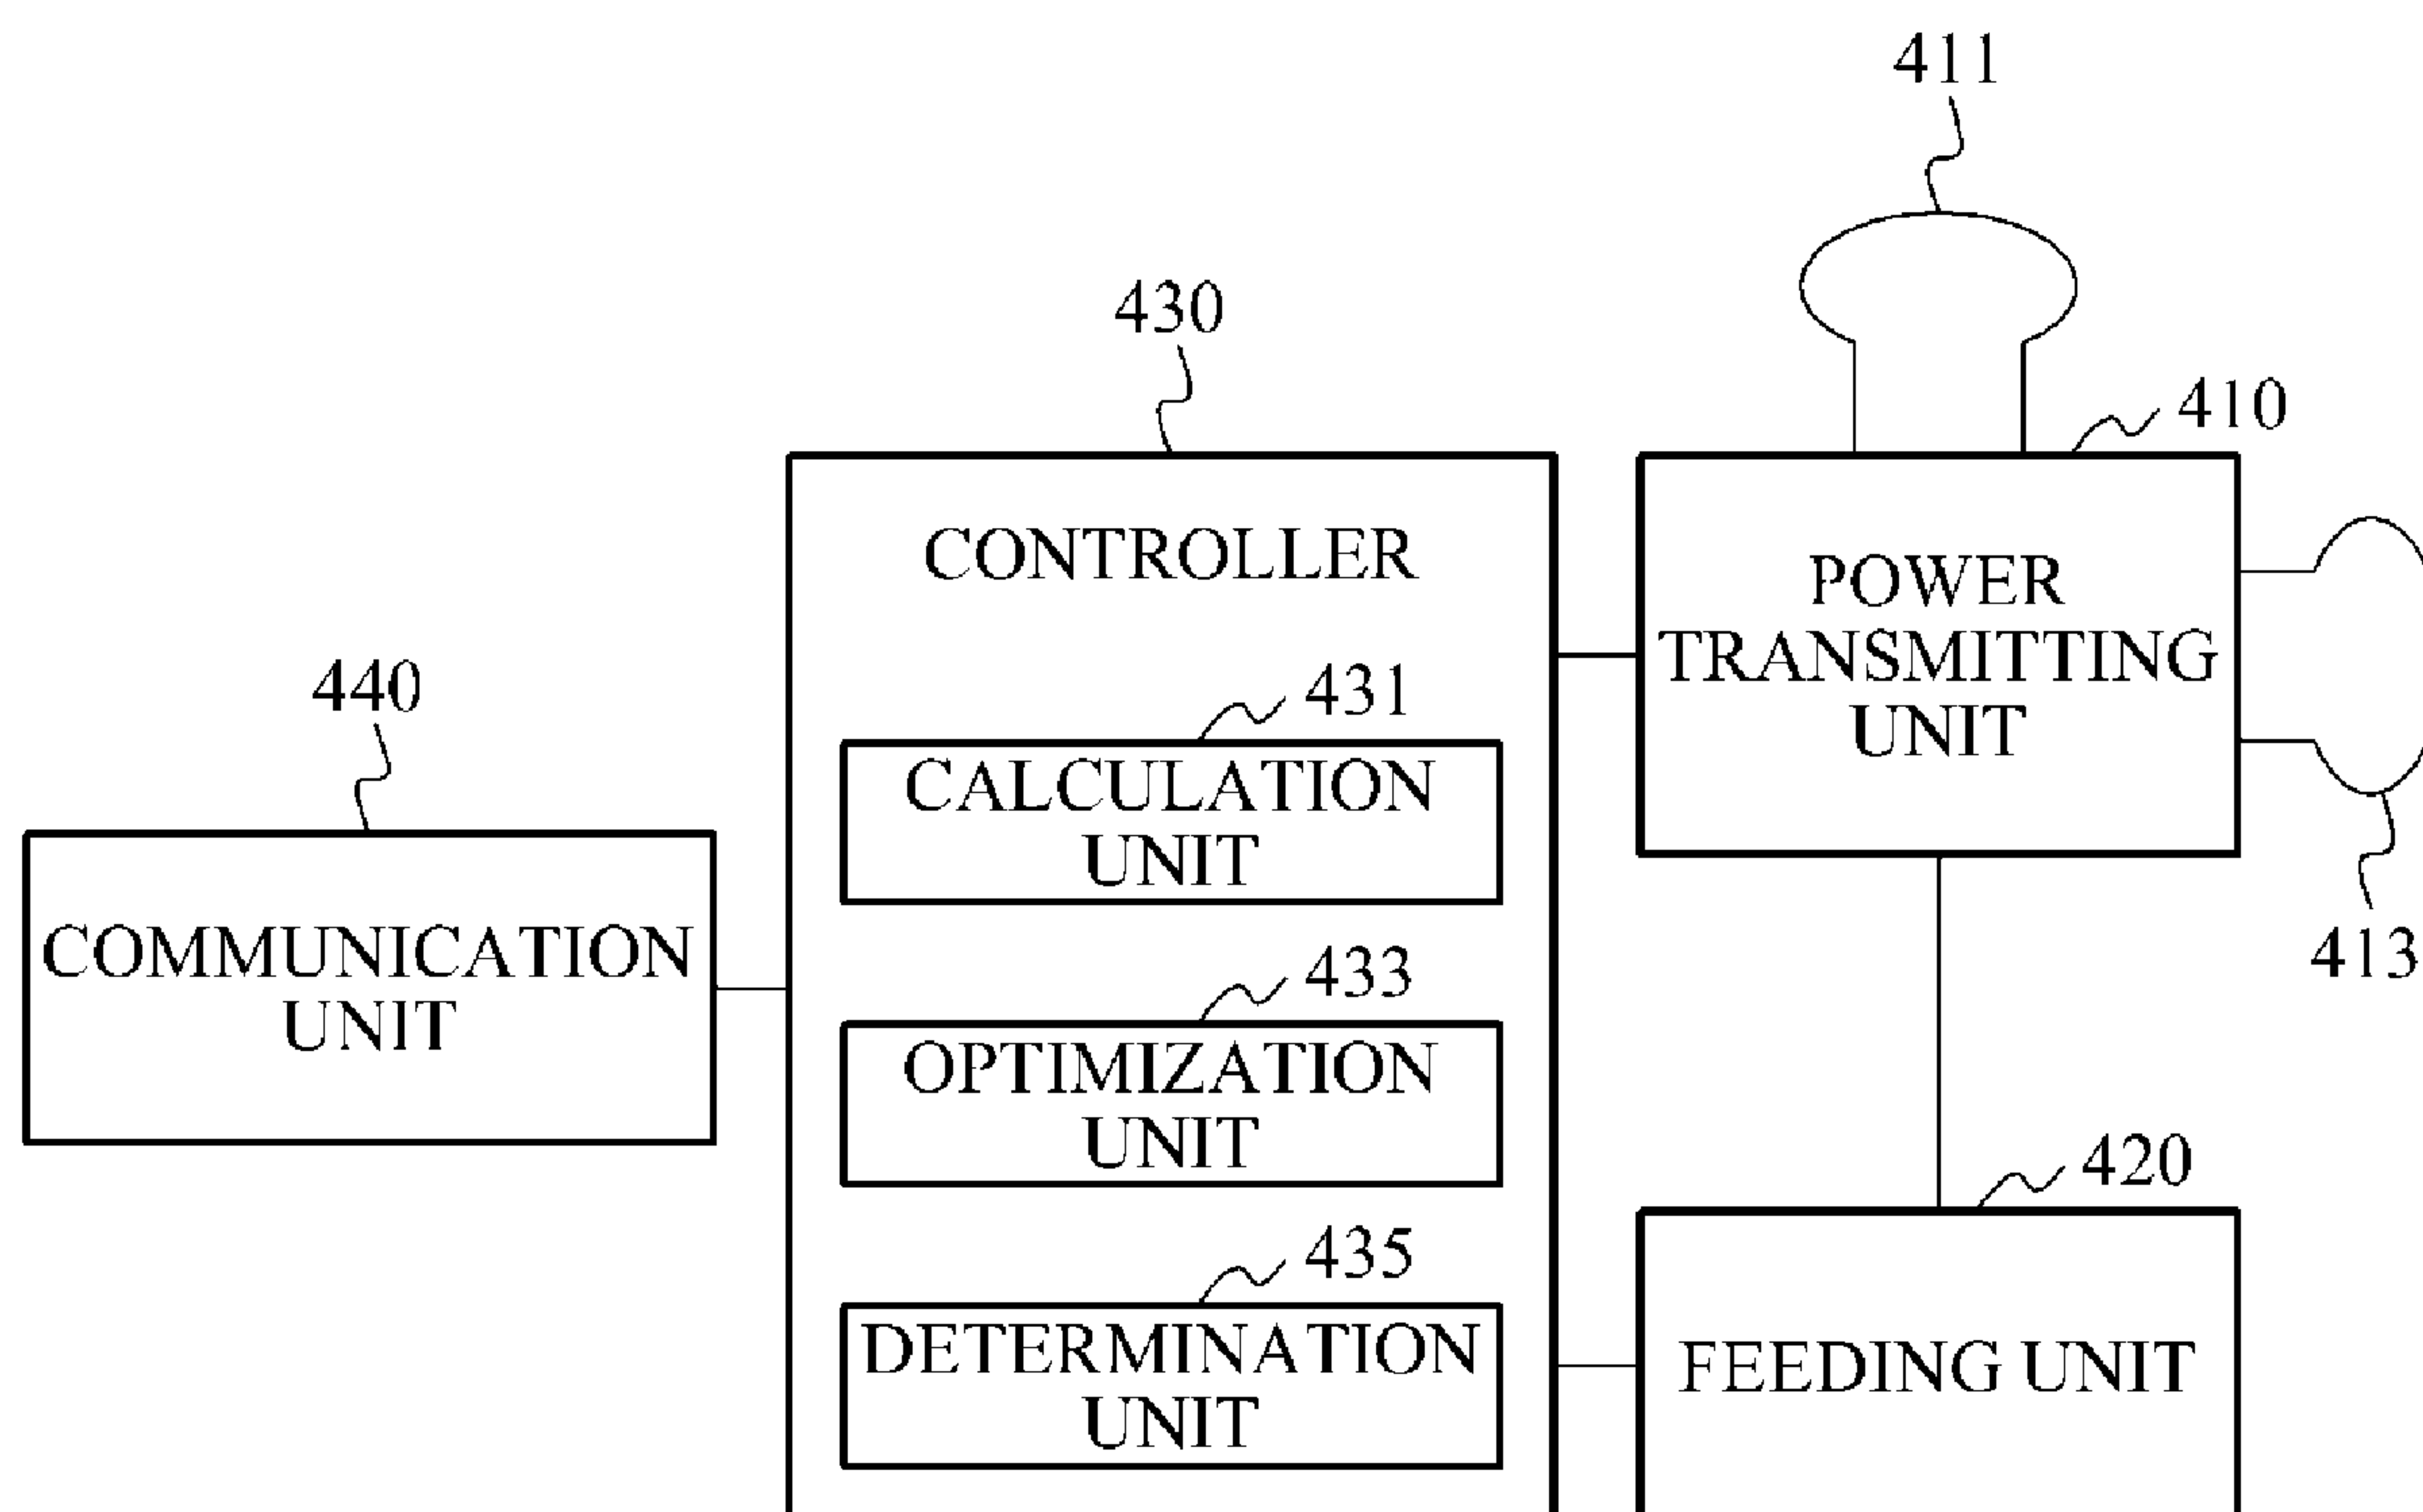 411
430
410
CONTROLLER
POWER
TRANSMITTING
UNIT
440
431
CALCULATION
UNIT
413
COMMUNICATION
UNIT
433
OPTIMIZATION
UNIT
420
435
DETERMINATION
UNIT
FEEDING UNIT